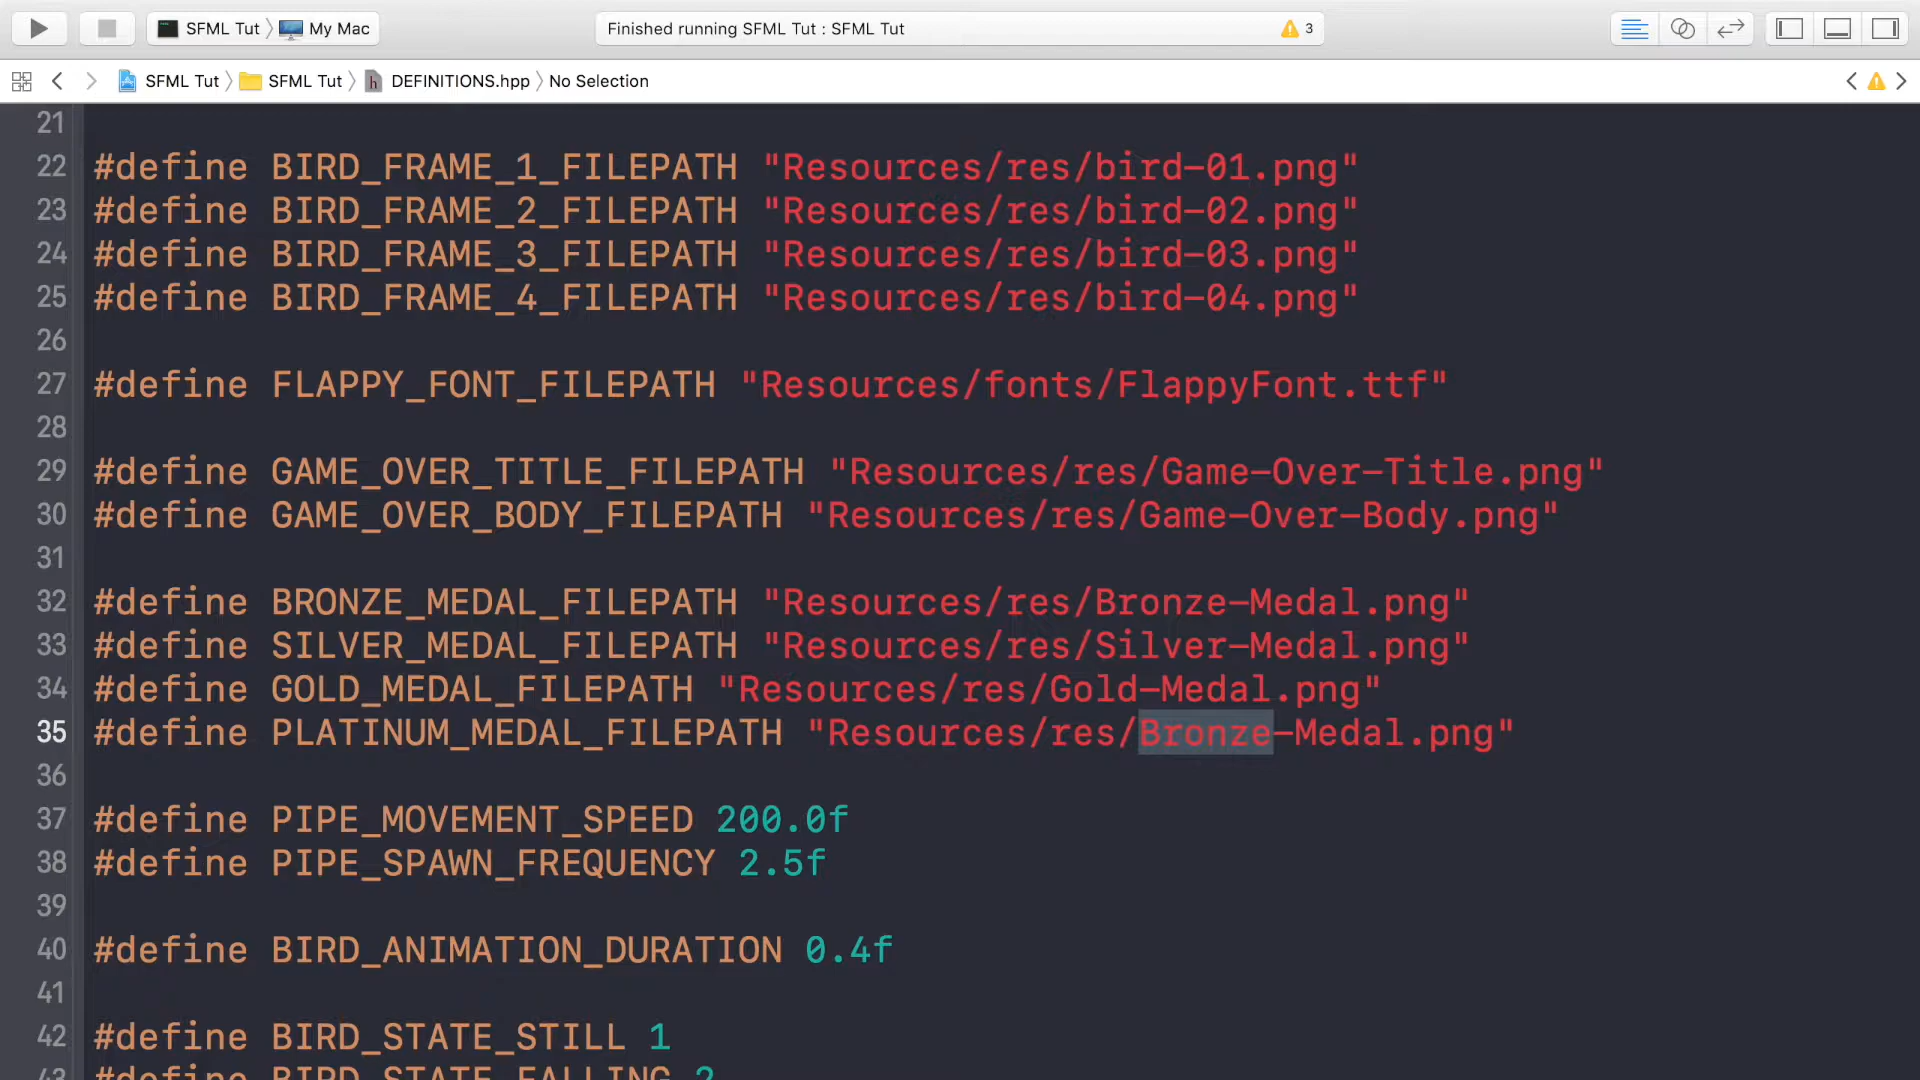 SFML Tut 〉 My Mac
Finished running SFML Tut : SFML Tut
3
SFML Tut 〉 SFML Tut 〉 DEFINITIONS.hpp 〉 No Selection
21
22 #define BIRD_FRAME_1_FILEPATH "Resources/res/bird-01.png"
23 #define BIRD_FRAME_2_FILEPATH "Resources/res/bird-02.png"
24 #define BIRD_FRAME_3_FILEPATH "Resources/res/bird-03.png"
25 #define BIRD_FRAME_4_FILEPATH "Resources/res/bird-04.png"
26
27 #define FLAPPY_FONT_FILEPATH "Resources/fonts/FlappyFont.ttf"
28
29 #define GAME_OVER_TITLE_FILEPATH "Resources/res/Game-Over-Title.png"
30 #define GAME_OVER_BODY_FILEPATH "Resources/res/Game-Over-Body.png"
31
32 #define BRONZE_MEDAL_FILEPATH "Resources/res/Bronze-Medal.png"
33 #define SILVER_MEDAL_FILEPATH "Resources/res/Silver-Medal.png"
34 #define GOLD_MEDAL_FILEPATH "Resources/res/Gold-Medal.png"
35 #define PLATINUM_MEDAL_FILEPATH "Resources/res/Bronze-Medal.png"
36
37 #define PIPE_MOVEMENT_SPEED 200.0f
38 #define PIPE_SPAWN_FREQUENCY 2.5f
39
40 #define BIRD_ANIMATION_DURATION 0.4f
41
42 #define BIRD_STATE_STILL 1
43 #define BIRD_STATE_FALLING 2